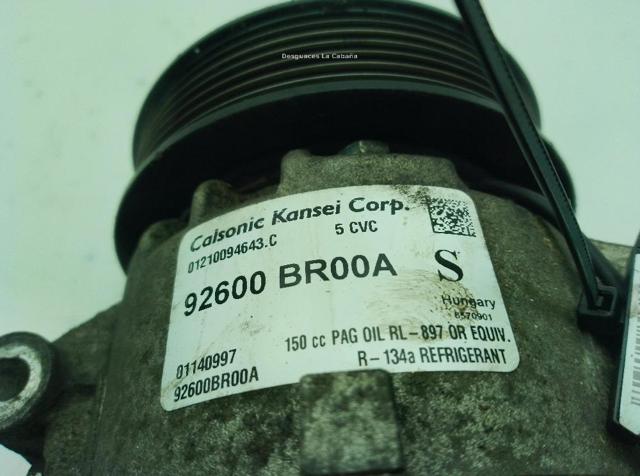 Desguaces La Cabaña
Calsonic Kansei Corp.
01210094643.C 5 CVC
92600 BR00A S
Hungary
8570901
150 cc PAG OIL RL-897 OR EQUIV.
01140997 R-134a REFRIGERANT
92600BR00A